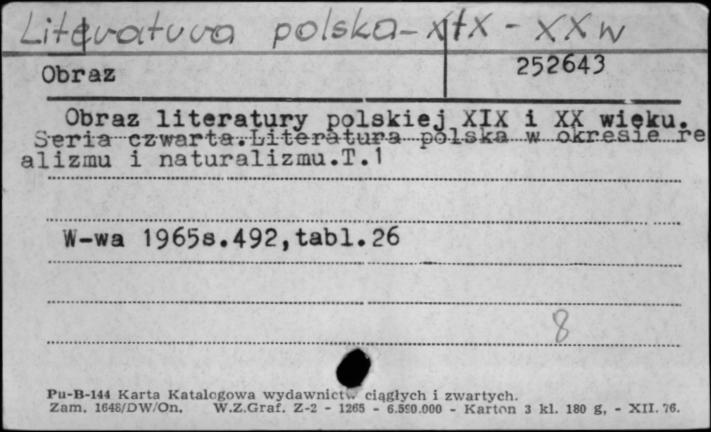 Literatura polska - XIX - XX w
Obraz
252643
Obraz literatury polskiej XIX i XX wieku.
Seria czwarta.Literatura polska w okresie re
alizmu i naturalizmu.T.1
W-wa 1965s.492,tabl.26
8
Pu-B-144 Karta Katalogowa wydawnictw ciągłych i zwartych.
Zam. 1648/DW/On. W.Z.Graf. Z-2 - 1265 - 6.590.000 - Karton 3 kl. 180 g, - XII. 76.